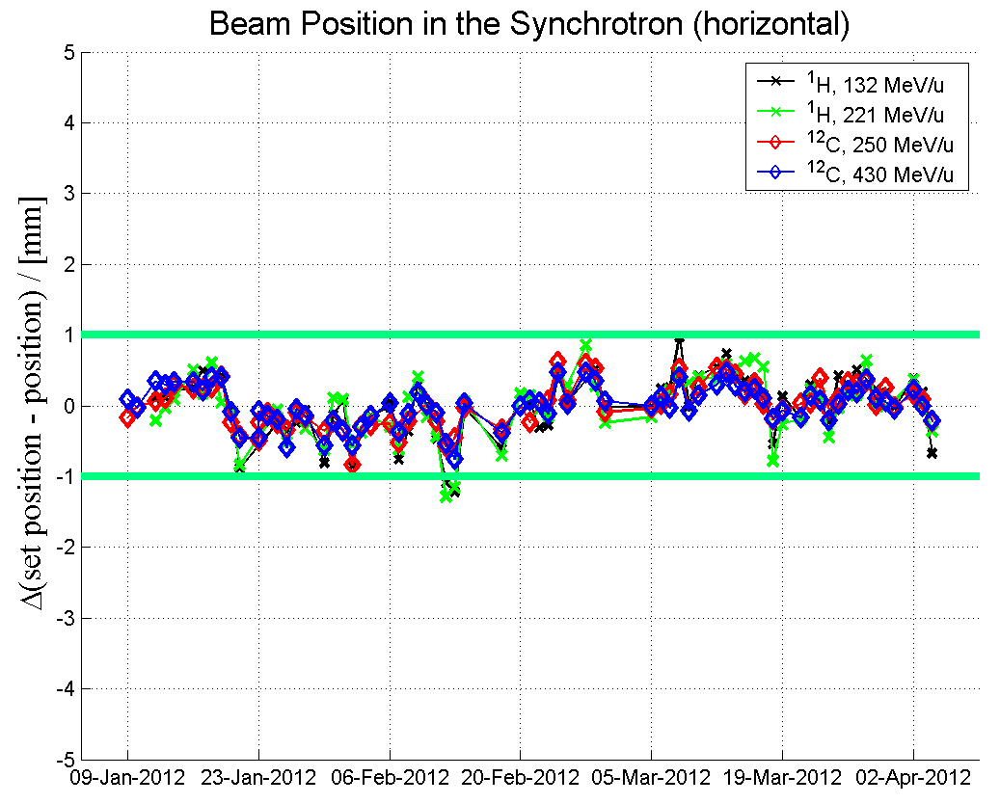 Beam Position in the Synchrotron (horizontal)
Δ(set position - position) / [mm]
5
4
3
2
1
0
-1
-2
-3
-4
-5
¹H, 132 MeV/u
¹H, 221 MeV/u
¹²C, 250 MeV/u
¹²C, 430 MeV/u
09-Jan-2012 23-Jan-2012 06-Feb-2012 20-Feb-2012 05-Mar-2012 19-Mar-2012 02-Apr-2012